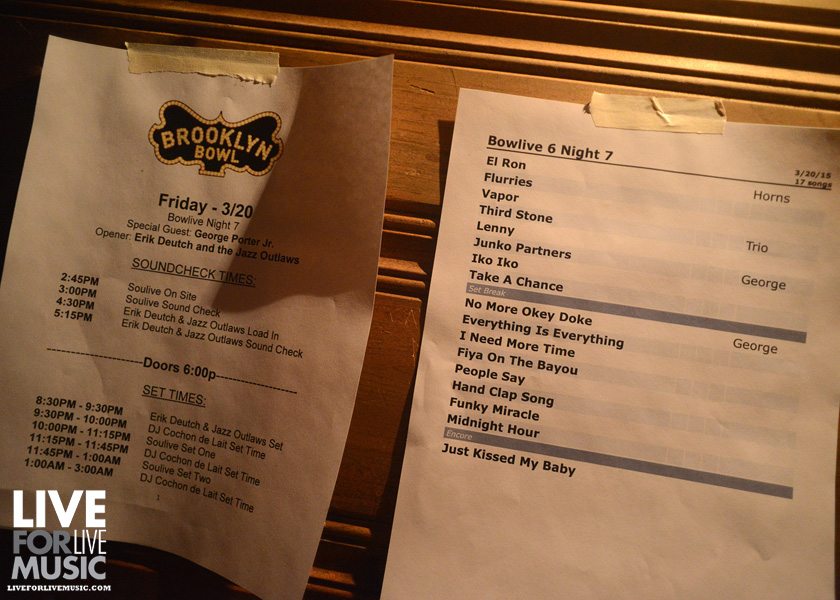 BROOKLYN
BOWL
Friday - 3/20
Bowlive Night 7
Special Guest: George Porter Jr.
Opener: Erik Deutch and the Jazz Outlaws
SOUNDCHECK TIMES:
2:45PM Soulive On Site
3:00PM Soulive Sound Check
4:30PM Erik Deutch & Jazz Outlaws Load In
5:15PM Erik Deutch & Jazz Outlaws Sound Check
Doors 6:00p
SET TIMES:
8:30PM - 9:30PM Erik Deutch & Jazz Outlaws Set
9:30PM - 10:00PM DJ Cochon de Lait Set Time
10:00PM - 11:15PM Soulive Set One
11:15PM - 11:45PM DJ Cochon de Lait Set Time
11:45PM - 1:00AM Soulive Set Two
1:00AM - 3:00AM DJ Cochon de Lait Set Time
1
Bowlive 6 Night 7
3/20/15
17 songs
El Ron Horns
Flurries
Vapor
Third Stone
Lenny Trio
Junko Partners
Iko Iko George
Take A Chance
Set Break
No More Okey Doke
Everything Is Everything George
I Need More Time
Fiya On The Bayou
People Say
Hand Clap Song
Funky Miracle
Midnight Hour
Encore
Just Kissed My Baby
LIVE
FOR LIVE
MUSIC
LIVEFORLIVEMUSIC.COM